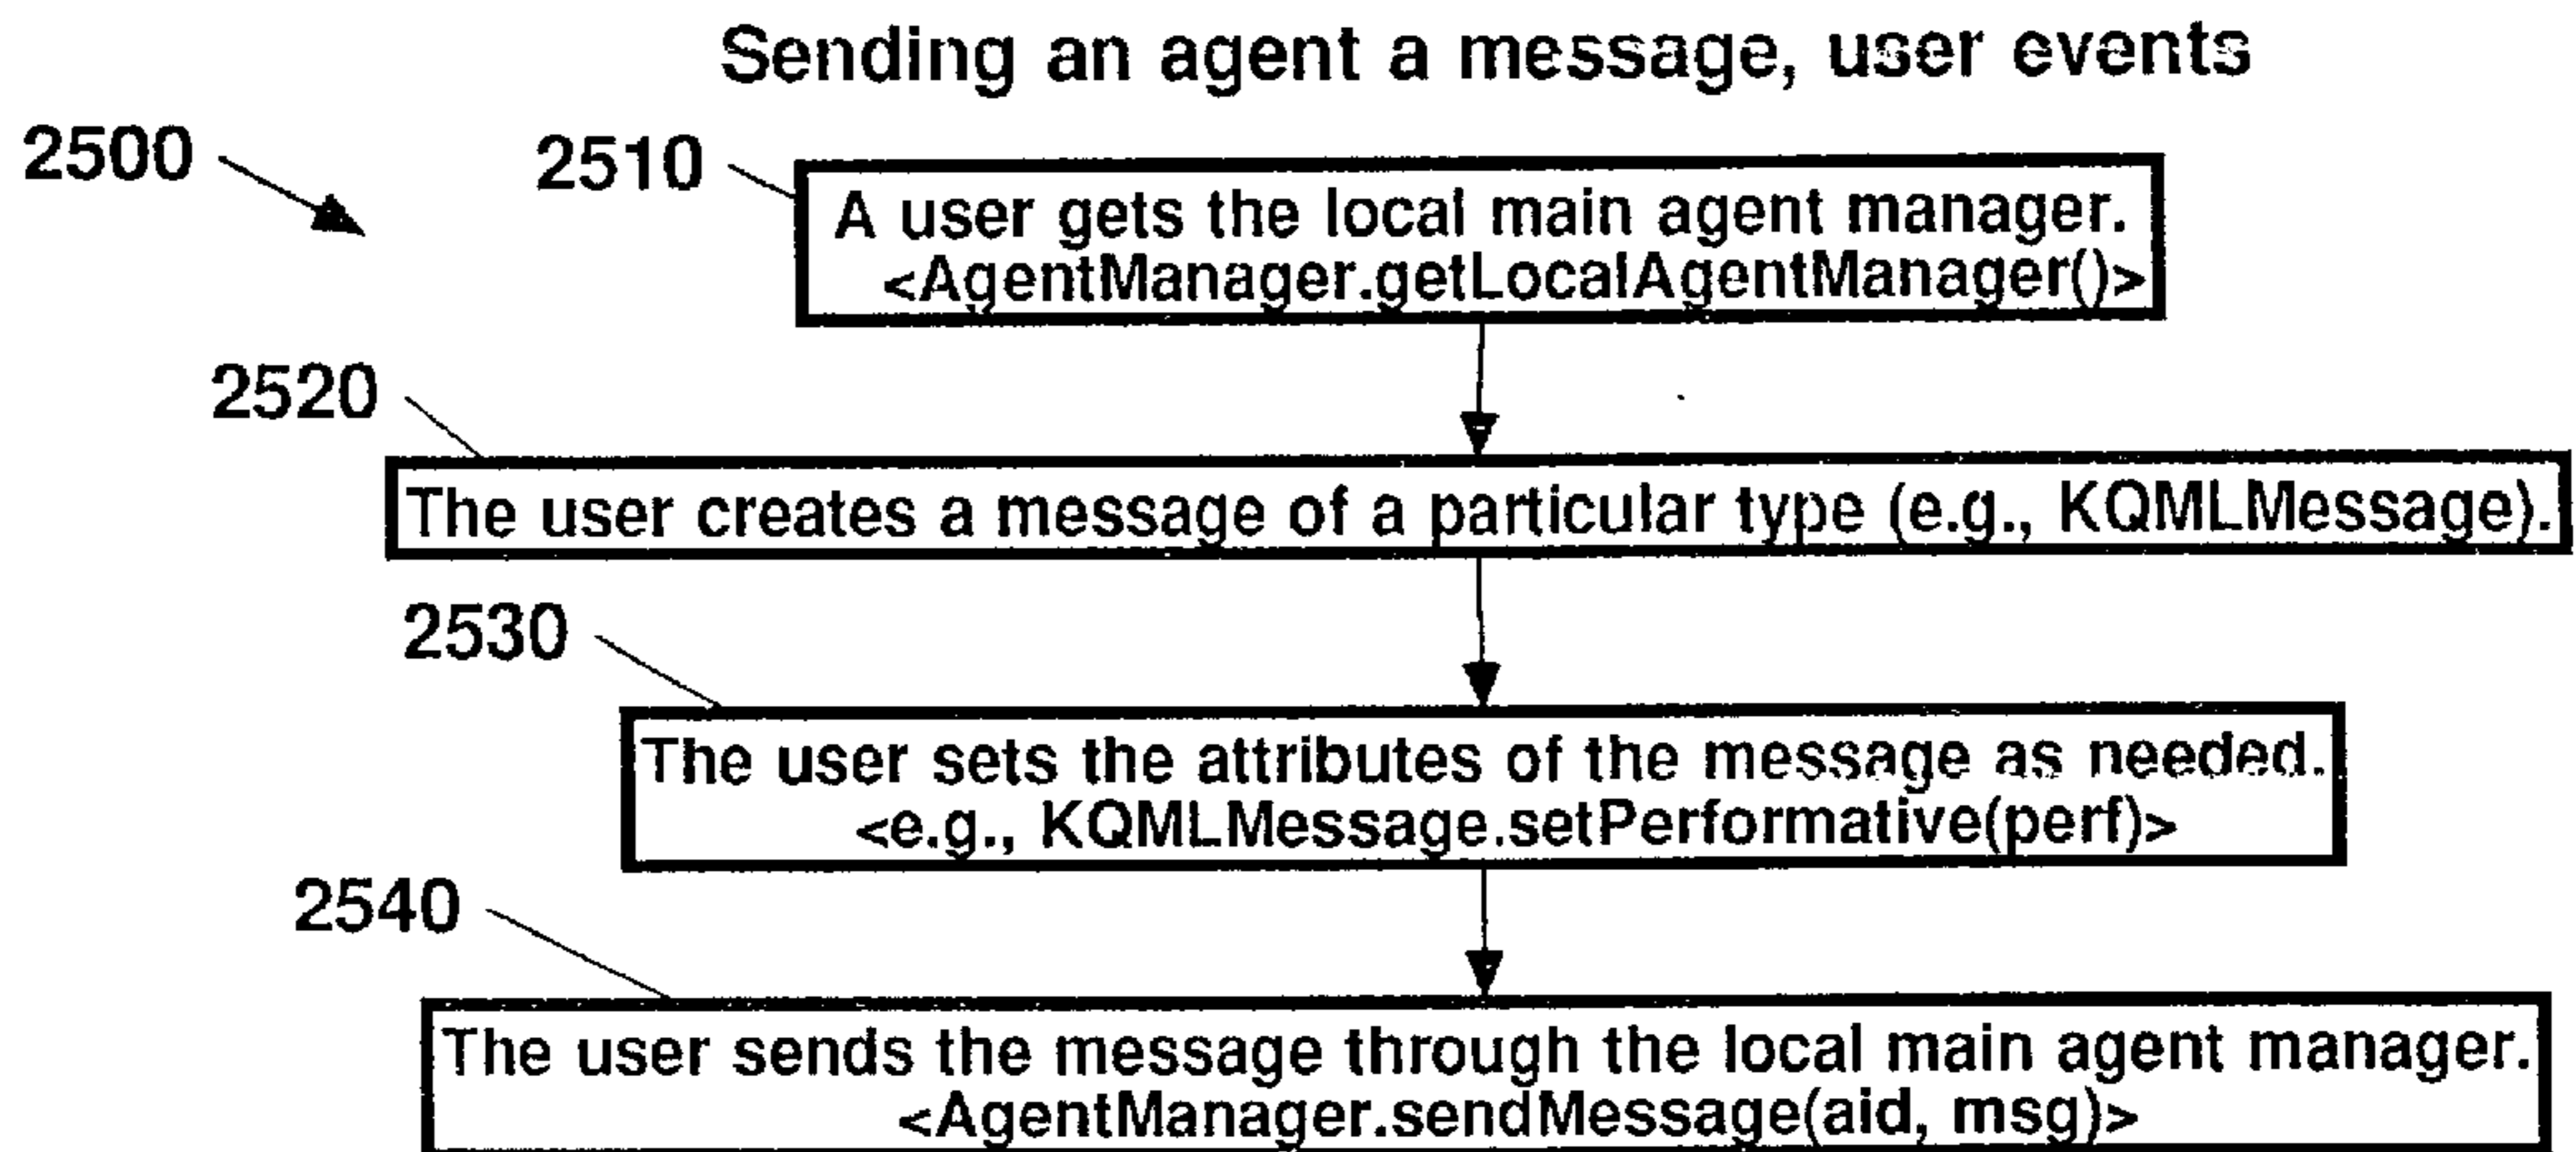 Sending an agent a message, user events
2500
2510
A user gets the local main agent manager.
<AgentManager.getLocalAgentManager()>
2520
The user creates a message of a particular type (e.g., KQMLMessage).
2530
The user sets the attributes of the message as needed.
<e.g., KQMLMessage.setPerformative(perf)>
2540
The user sends the message through the local main agent manager.
<AgentManager.sendMessage(aid, msg)>